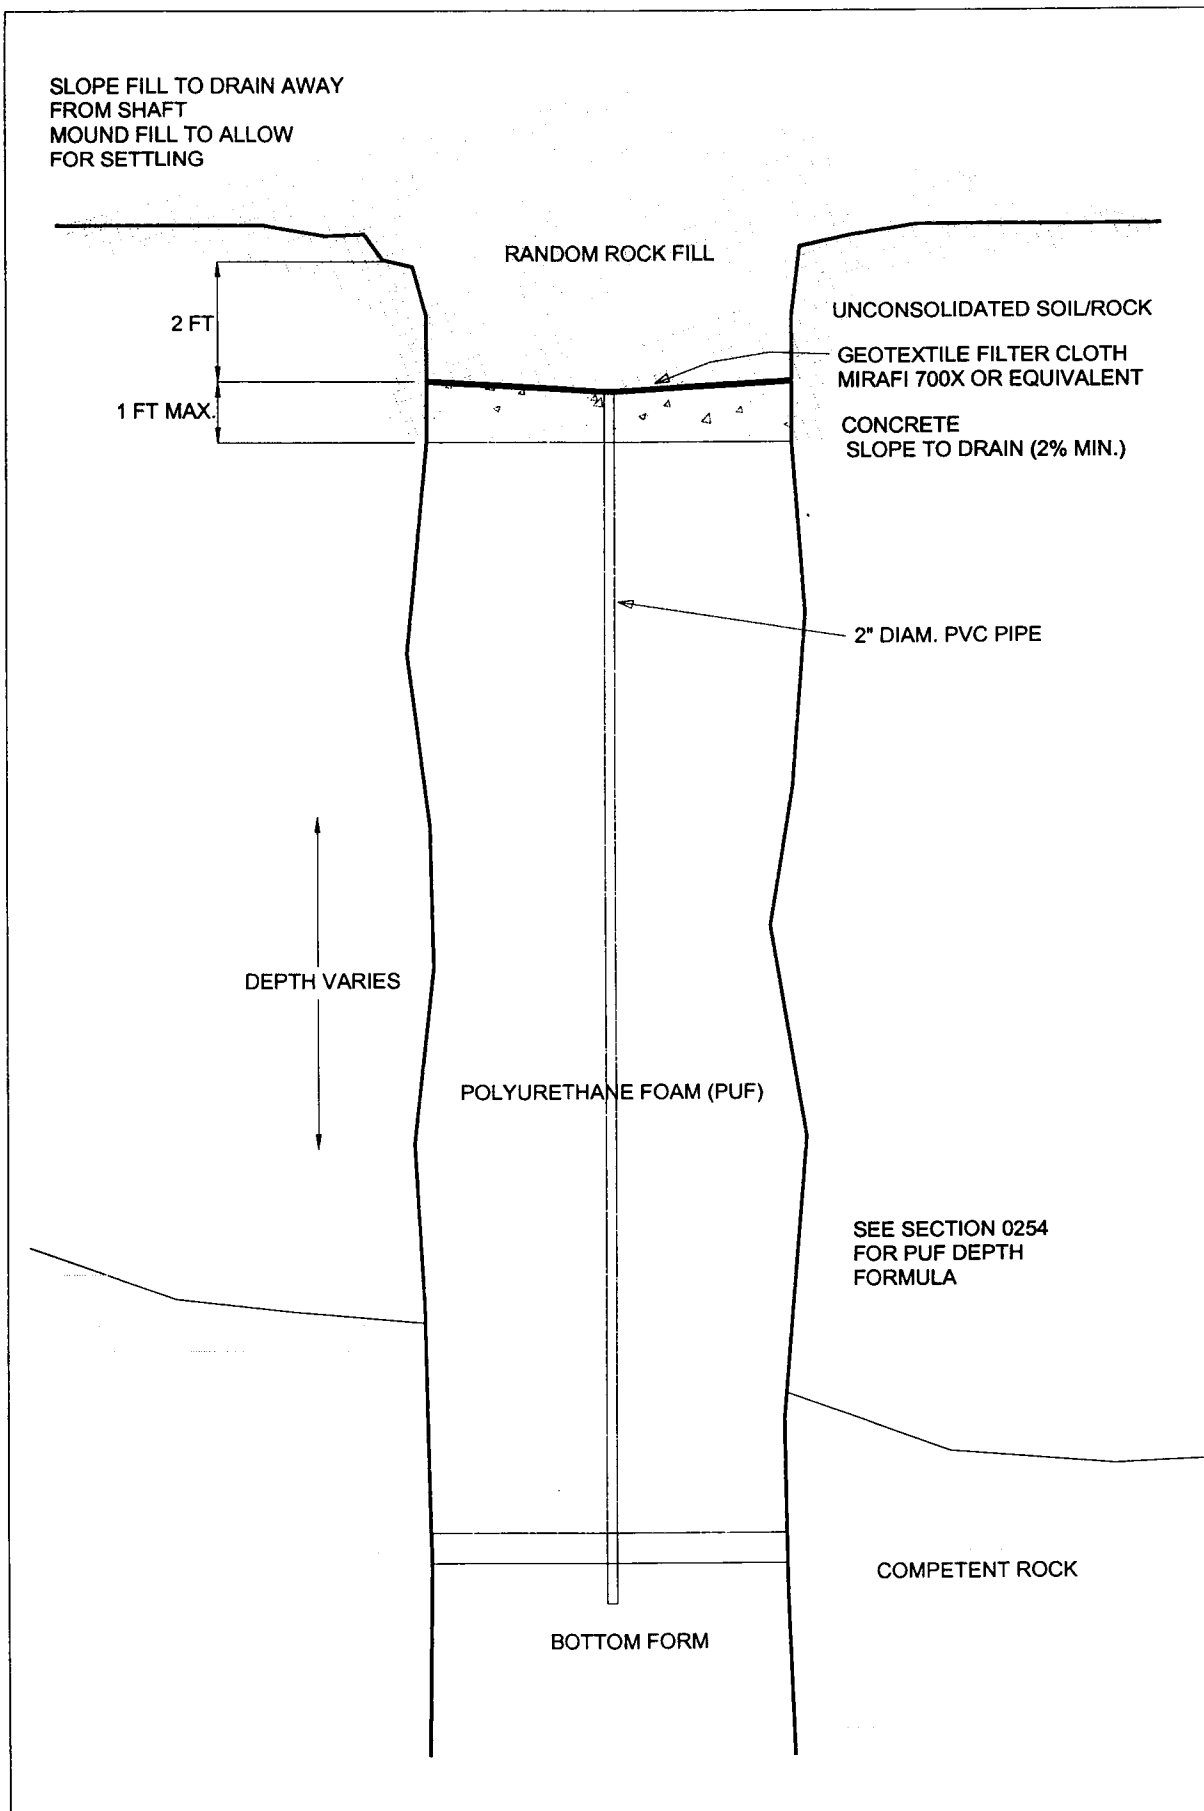 SLOPE FILL TO DRAIN AWAY
FROM SHAFT
MOUND FILL TO ALLOW
FOR SETTLING
RANDOM ROCK FILL
2 FT
UNCONSOLIDATED SOIL/ROCK
GEOTEXTILE FILTER CLOTH
MIRAFI 700X OR EQUIVALENT
1 FT MAX.
CONCRETE
SLOPE TO DRAIN (2% MIN.)
2" DIAM. PVC PIPE
DEPTH VARIES
POLYURETHANE FOAM (PUF)
SEE SECTION 0254
FOR PUF DEPTH
FORMULA
COMPETENT ROCK
BOTTOM FORM